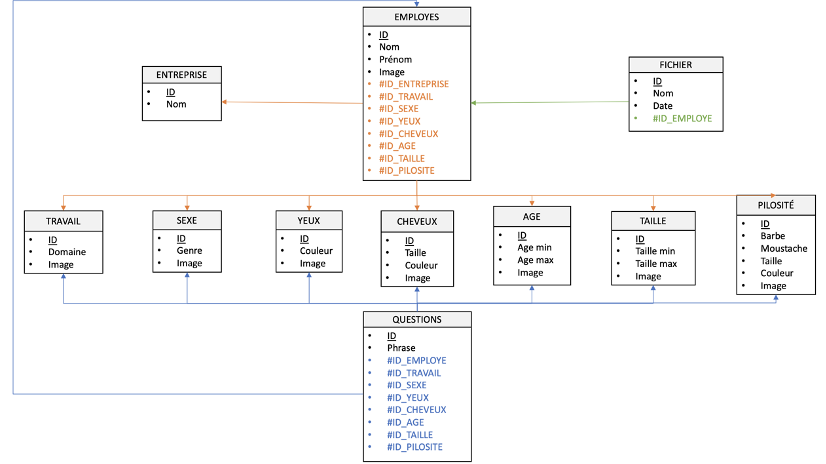 EMPLOYES
ID
Nom
Prénom
Image
#ID_ENTREPRISE
#ID_TRAVAIL
#ID_SEXE
#ID_YEUX
#ID_CHEVEUX
#ID_AGE
#ID_TAILLE
#ID_PILOSITE
ENTREPRISE
ID
Nom
FICHIER
ID
Nom
Date
#ID_EMPLOYE
TRAVAIL
ID
Domaine
Image
SEXE
ID
Genre
Image
YEUX
ID
Couleur
Image
CHEVEUX
ID
Taille
Couleur
Image
AGE
ID
Age min
Age max
Image
TAILLE
ID
Taille min
Taille max
Image
PILOSITÉ
ID
Barbe
Moustache
Taille
Couleur
Image
QUESTIONS
ID
Phrase
#ID_EMPLOYE
#ID_TRAVAIL
#ID_SEXE
#ID_YEUX
#ID_CHEVEUX
#ID_AGE
#ID_TAILLE
#ID_PILOSITE